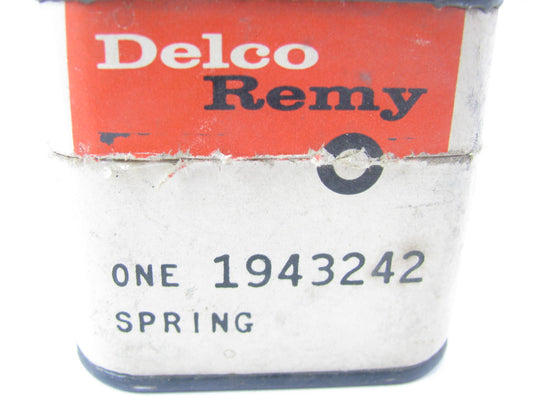 Delco
Remy
ONE 1943242
SPRING